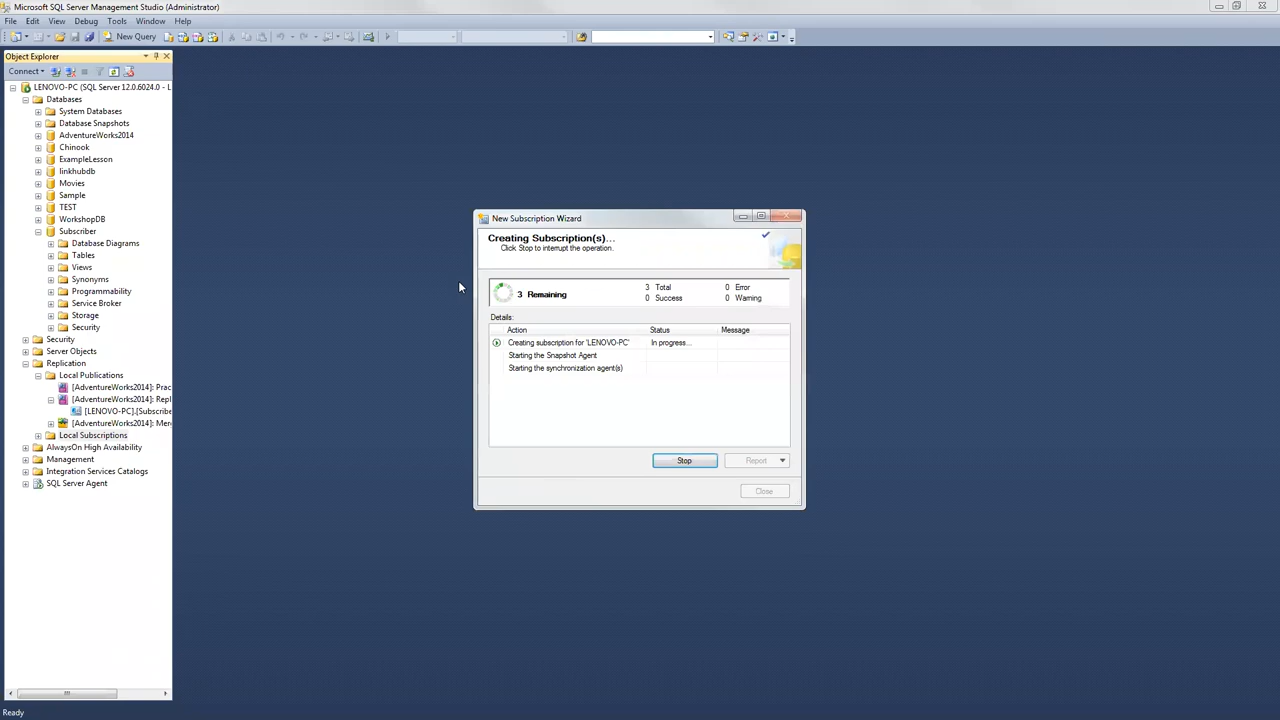 Microsoft SQL Server Management Studio (Administrator)
File Edit View Debug Tools Window Help
New Query
Object Explorer
Connect
LENOVO-PC (SQL Server 12.0.6024.0 - L
Databases
System Databases
Database Snapshots
AdventureWorks2014
Chinook
ExampleLesson
linkhubdb
Movies
Sample
TEST
WorkshopDB
Subscriber
Database Diagrams
Tables
Views
Synonyms
Programmability
Service Broker
Storage
Security
Security
Server Objects
Replication
Local Publications
[AdventureWorks2014]: Prac
[AdventureWorks2014]: Repl
[LENOVO-PC].[Subscribe
[AdventureWorks2014]: Mer
Local Subscriptions
AlwaysOn High Availability
Management
Integration Services Catalogs
SQL Server Agent
New Subscription Wizard
Creating Subscription(s)...
Click Stop to interrupt the operation.
3 Remaining
3 Total 0 Error
0 Success 0 Warning
Details:
Action Status Message
Creating subscription for 'LENOVO-PC' In progress...
Starting the Snapshot Agent
Starting the synchronization agent(s)
Stop Report
Close
Ready